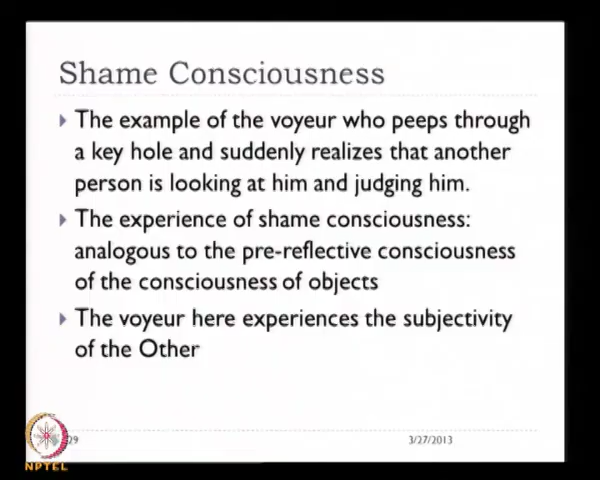 Shame Consciousness
The example of the voyeur who peeps through
a key hole and suddenly realizes that another
person is looking at him and judging him.
The experience of shame consciousness:
analogous to the pre-reflective consciousness
of the consciousness of objects
The voyeur here experiences the subjectivity
of the Other
29
3/27/2013
NPTEL